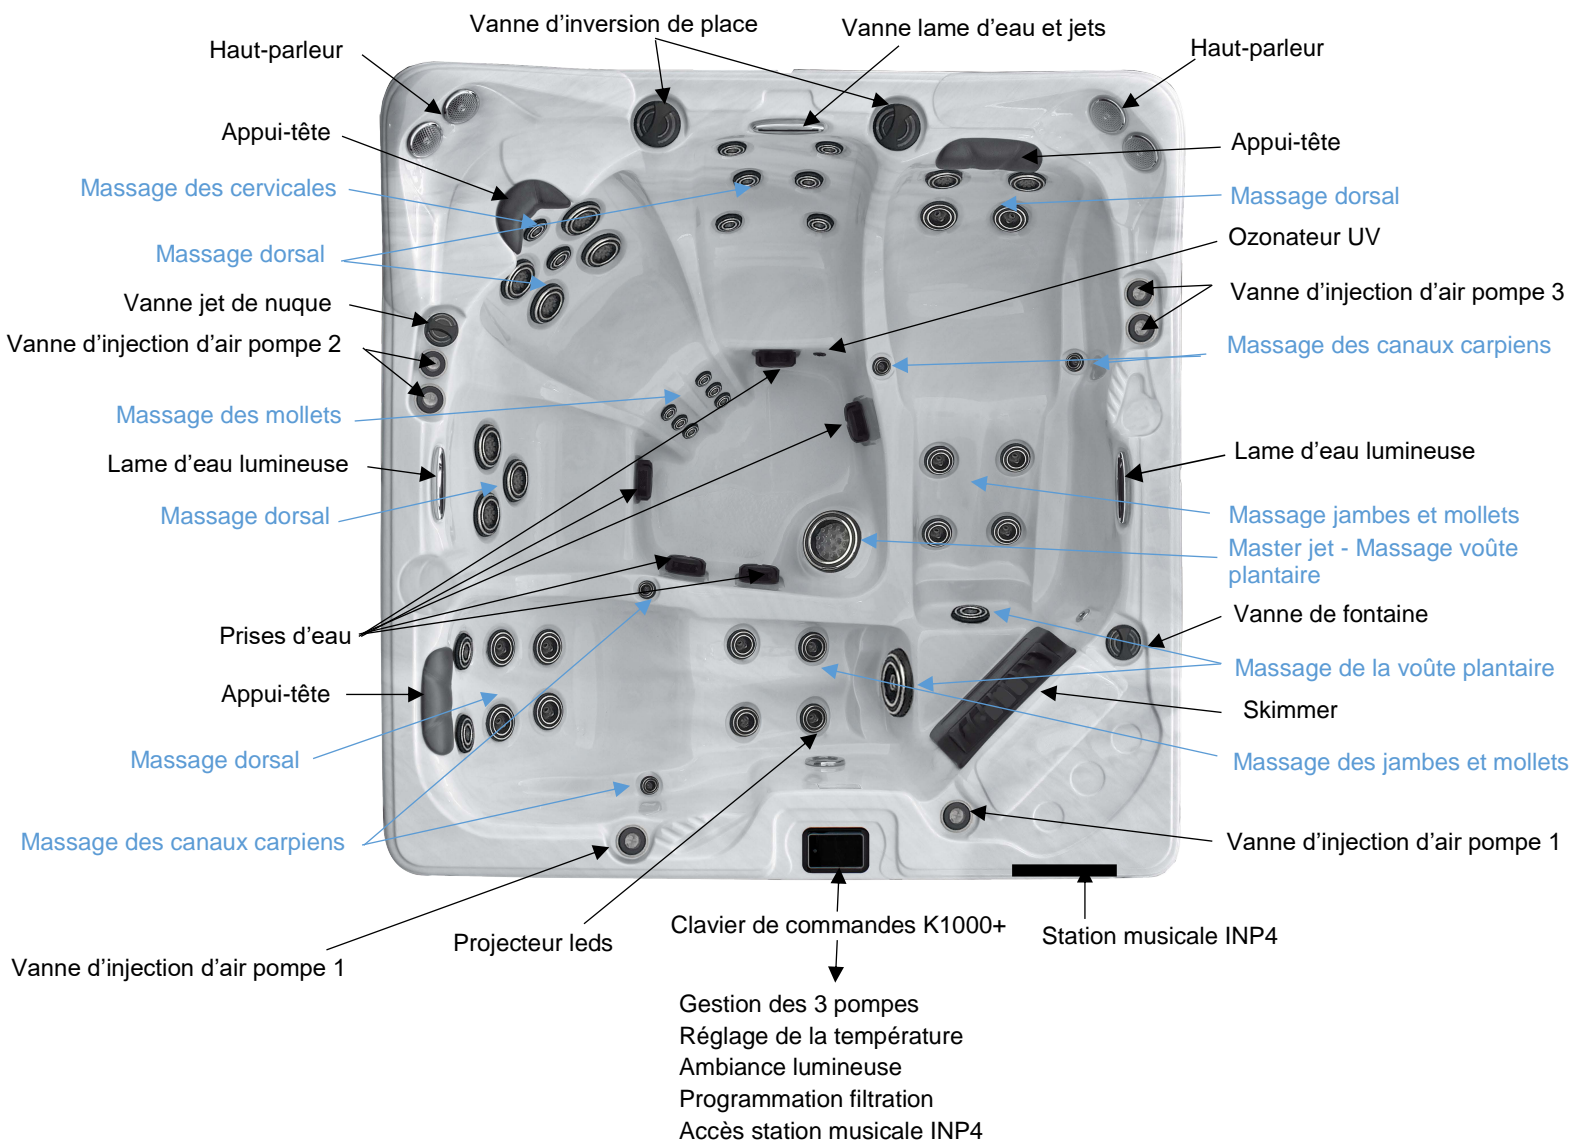 Vanne d'inversion de place
Vanne lame d'eau et jets
Haut-parleur
Haut-parleur
Appui-tête
Appui-tête
Massage des cervicales
Massage dorsal
Massage dorsal
Ozonateur UV
Vanne jet de nuque
Vanne d'injection d'air pompe 3
Vanne d'injection d'air pompe 2
Massage des canaux carpiens
Massage des mollets
Lame d'eau lumineuse
Lame d'eau lumineuse
Massage dorsal
Massage jambes et mollets
Master jet - Massage voûte
plantaire
Vanne de fontaine
Prises d'eau
Massage de la voûte plantaire
Appui-tête
Skimmer
Massage dorsal
Massage des jambes et mollets
Massage des canaux carpiens
Vanne d'injection d'air pompe 1
Projecteur leds
Clavier de commandes K1000+
Station musicale INP4
Vanne d'injection d'air pompe 1
Gestion des 3 pompes
Réglage de la température
Ambiance lumineuse
Programmation filtration
Accès station musicale INP4